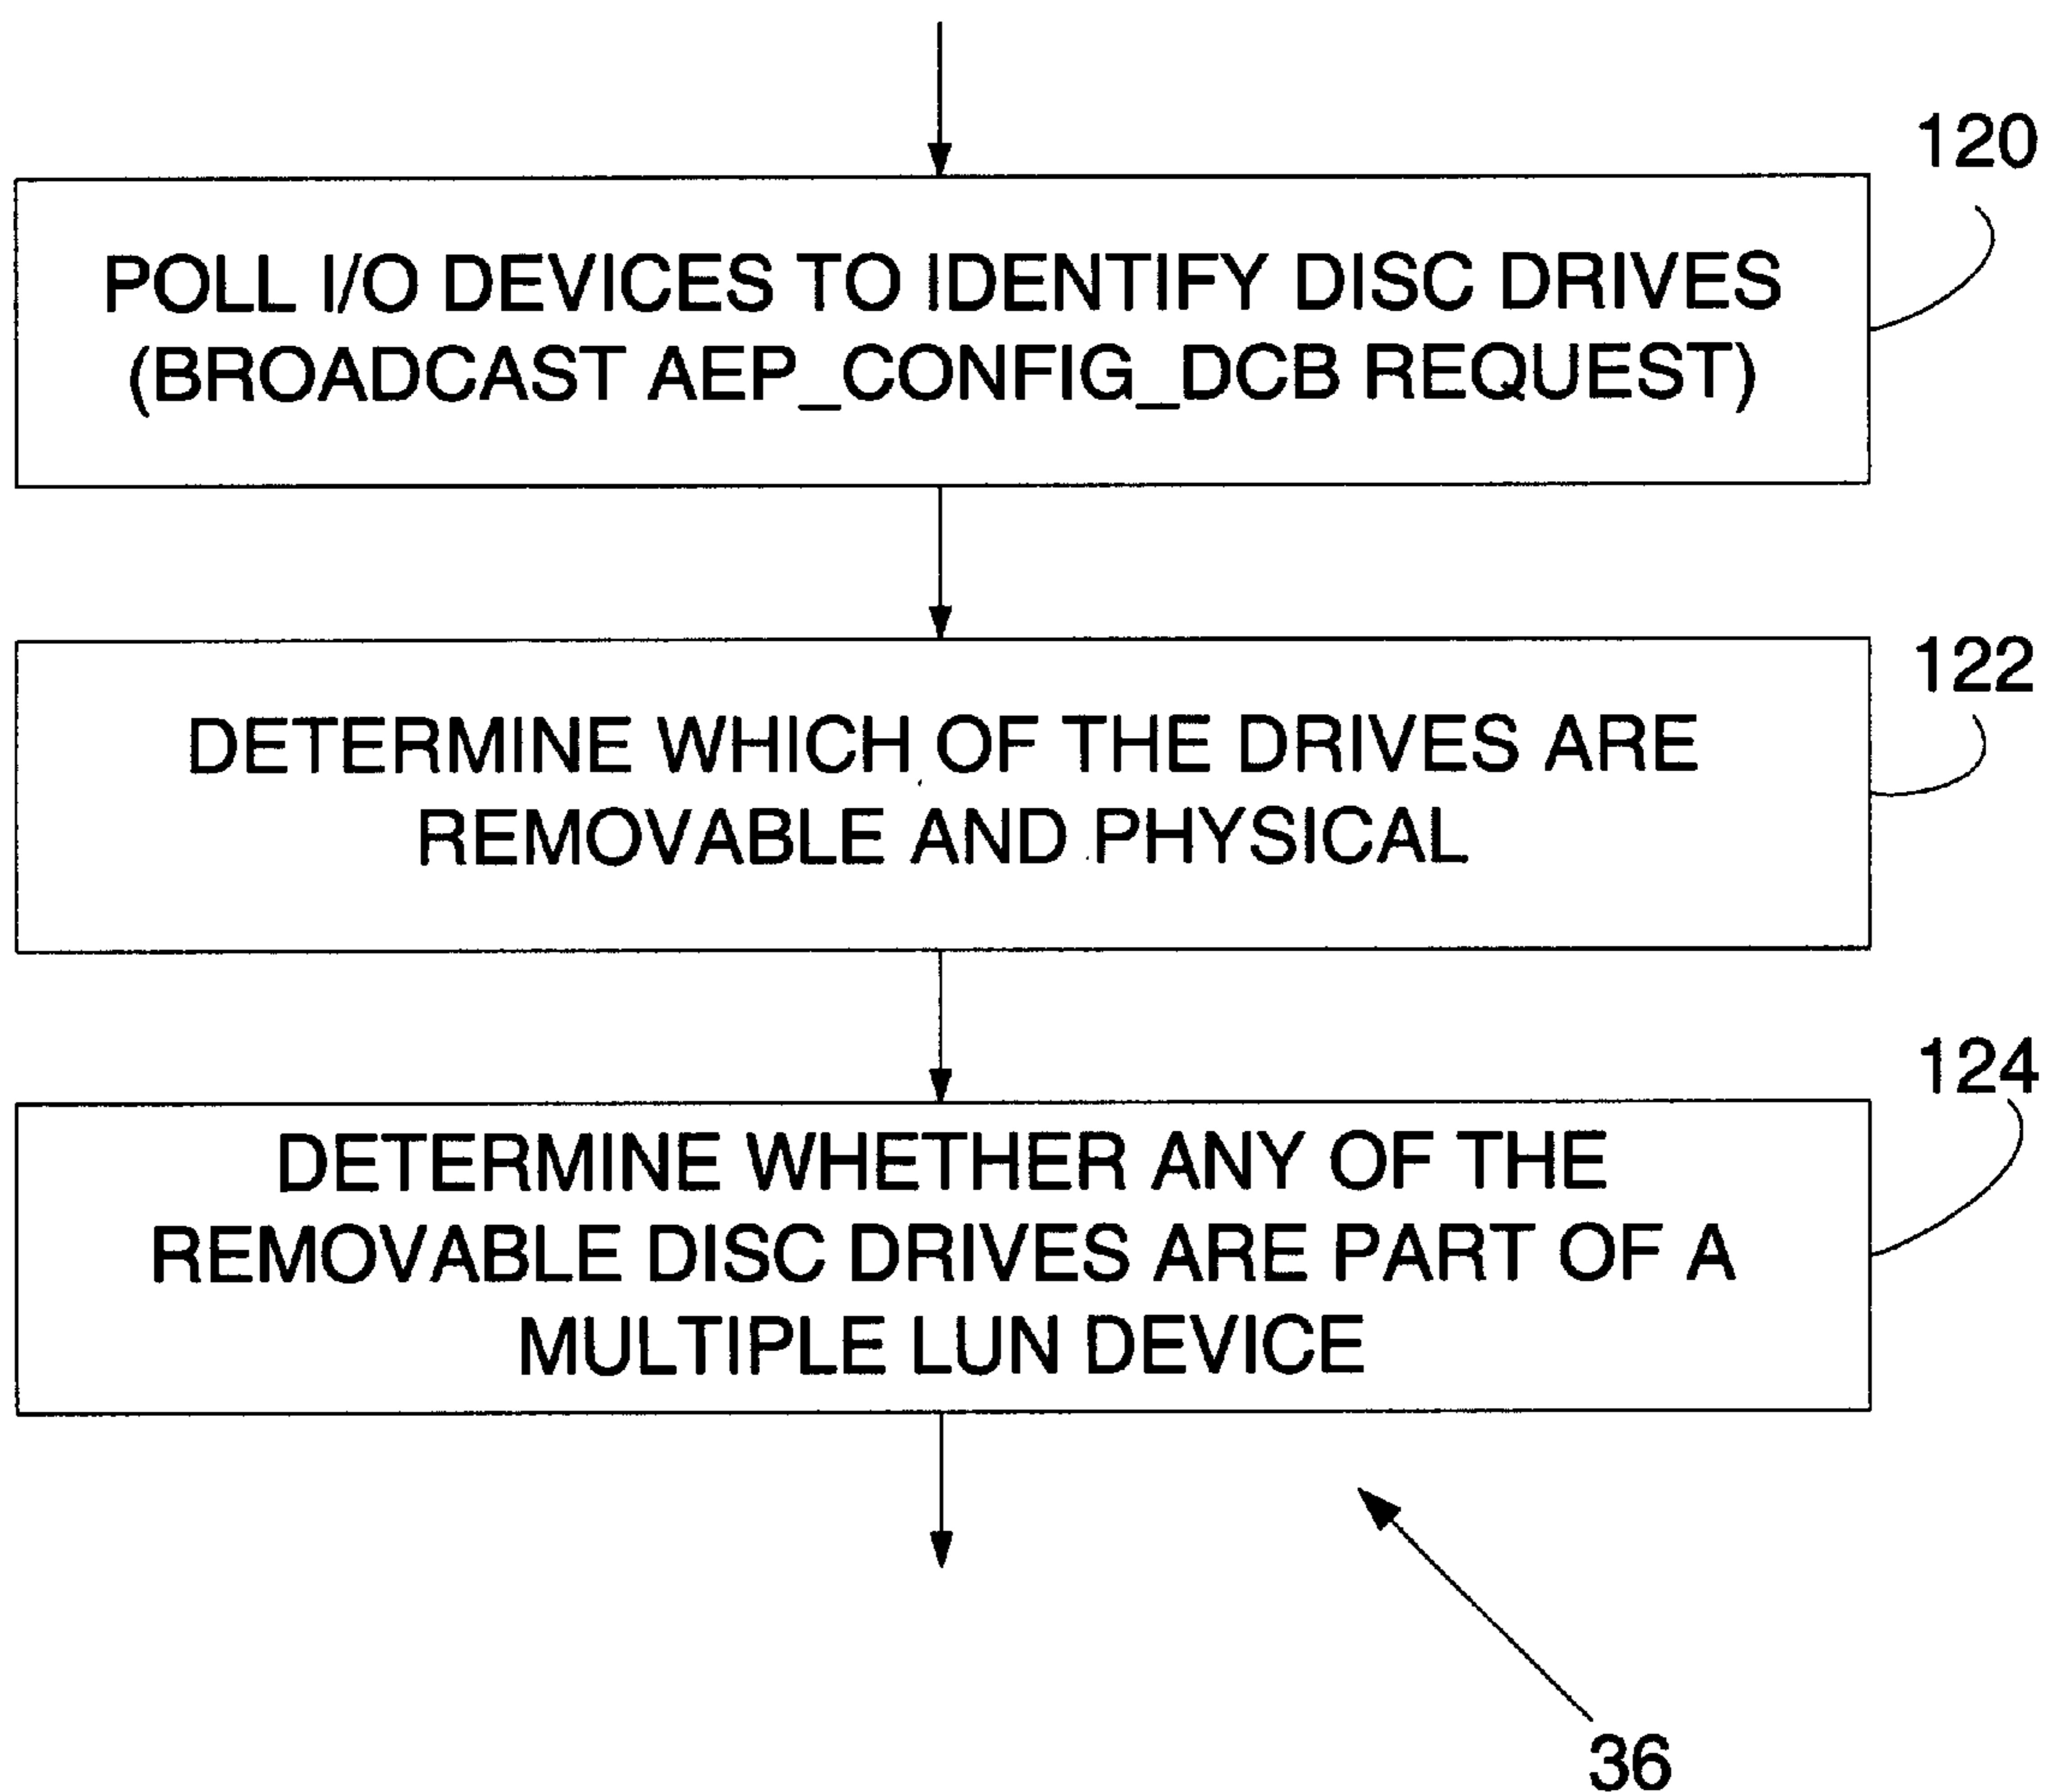 120
POLL I/O DEVICES TO IDENTIFY DISC DRIVES
(BROADCAST AEP_CONFIG_DCB REQUEST)
122
DETERMINE WHICH OF THE DRIVES ARE
REMOVABLE AND PHYSICAL
124
DETERMINE WHETHER ANY OF THE
REMOVABLE DISC DRIVES ARE PART OF A
MULTIPLE LUN DEVICE
36